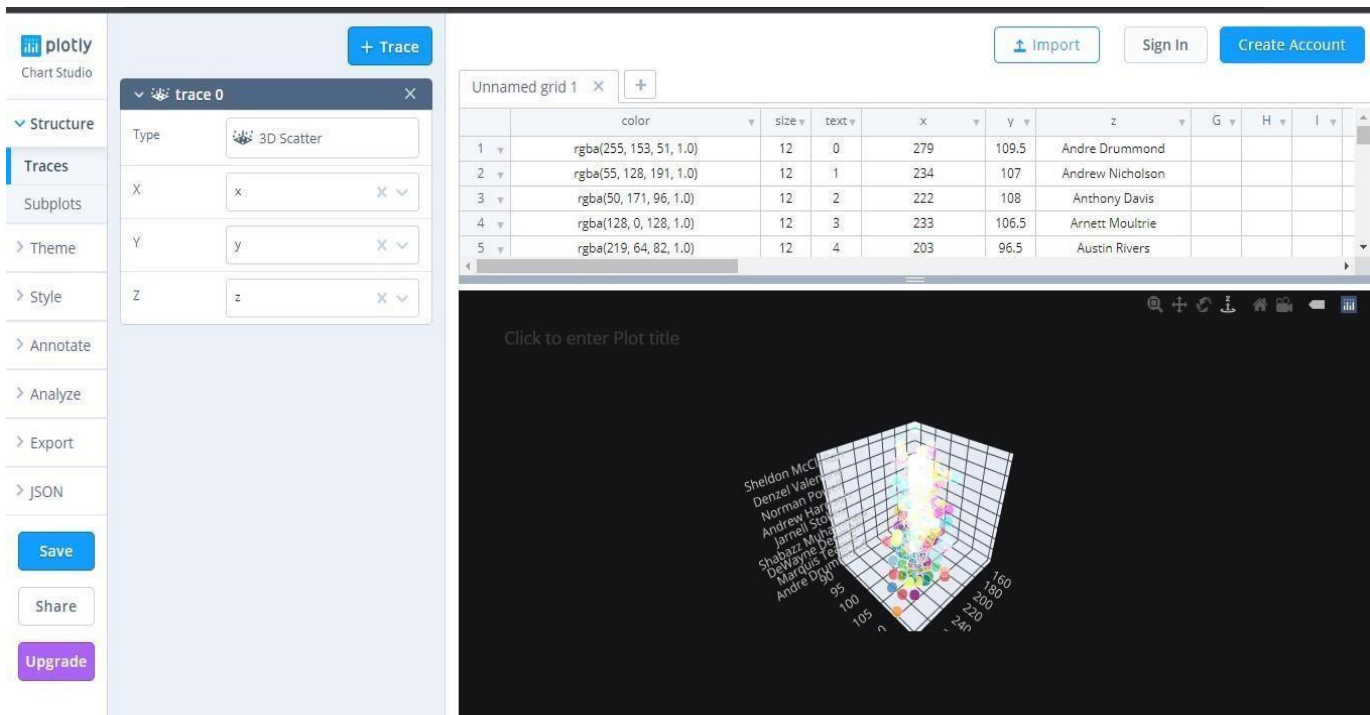 plotly
Chart Studio
Structure
Traces
Subplots
Theme
Style
Annotate
Analyze
Export
JSON
Save
Share
Upgrade
+ Trace
trace 0
Type 3D Scatter
X x
Y y
Z z
Import Sign In Create Account
Unnamed grid 1
color size text x y z G H I
1 rgba(255, 153, 51, 1.0) 12 0 279 109.5 Andre Drummond
2 rgba(55, 128, 191, 1.0) 12 1 234 107 Andrew Nicholson
3 rgba(50, 171, 96, 1.0) 12 2 222 108 Anthony Davis
4 rgba(128, 0, 128, 1.0) 12 3 233 106.5 Arnett Moultrie
5 rgba(219, 64, 82, 1.0) 12 4 203 96.5 Austin Rivers
Click to enter Plot title
Sheldon
Denzel
Norman
Andrew
Jarnell
Shabazz
DeWayne
Marquis
Andre
90
95
100
105
160
180
200
220
240